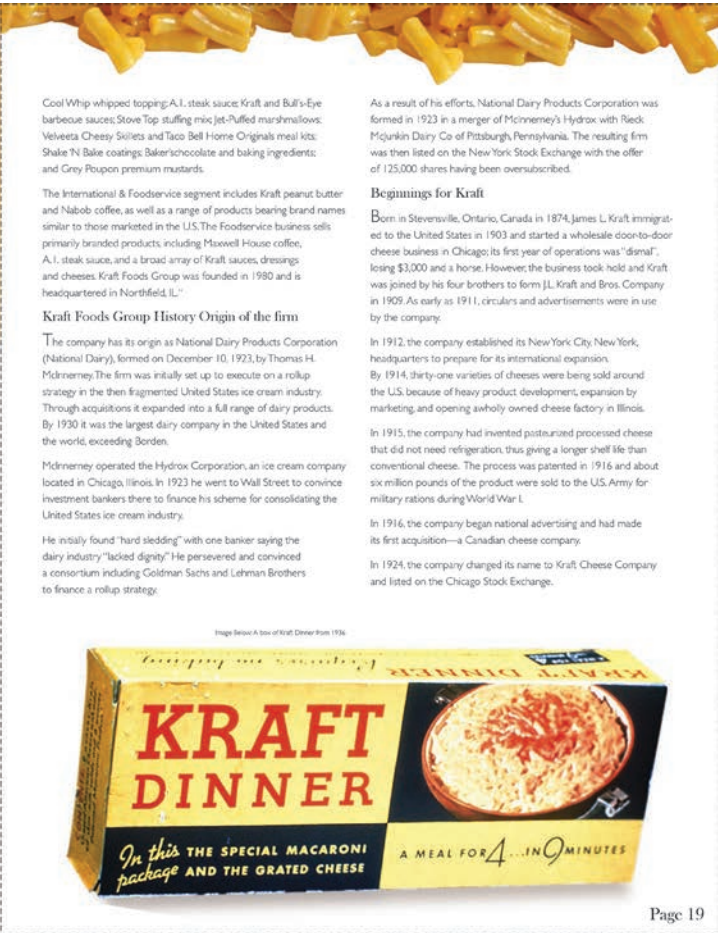 Cool Whip whipped topping; A.1. steak sauce; Kraft and Bull's-Eye
barbecue sauces; Stove Top stuffing mix; Jet-Puffed marshmallows;
Velveeta Cheesy Skillets and Taco Bell Home Originals meal kits;
Shake 'N Bake coatings; Baker'schocolate and baking ingredients;
and Grey Poupon premium mustards.
The International & Foodservice segment includes Kraft peanut butter
and Nabob coffee, as well as a range of products bearing brand names
similar to those marketed in the U.S. The Foodservice business sells
primarily branded products, including Maxwell House coffee,
A.1. steak sauce, and a broad array of Kraft sauces, dressings
and cheeses. Kraft Foods Group was founded in 1980 and is
headquartered in Northfield, IL."
Kraft Foods Group History Origin of the firm
The company has its origin as National Dairy Products Corporation
(National Dairy), formed on December 10, 1923, by Thomas H.
McInnerney. The firm was initially set up to execute on a rollup
strategy in the then fragmented United States ice cream industry.
Through acquisitions it expanded into a full range of dairy products.
By 1930 it was the largest dairy company in the United States and
the world, exceeding Borden.
McInnerney operated the Hydrox Corporation, an ice cream company
located in Chicago, Illinois. In 1923 he went to Wall Street to convince
investment bankers there to finance his scheme for consolidating the
United States ice cream industry.
He initially found "hard sledding" with one banker saying the
dairy industry "lacked dignity." He persevered and convinced
a consortium including Goldman Sachs and Lehman Brothers
to finance a rollup strategy.
As a result of his efforts, National Dairy Products Corporation was
formed in 1923 in a merger of McInnerney's Hydrox with Rieck
McJunkin Dairy Co of Pittsburgh, Pennsylvania. The resulting firm
was then listed on the New York Stock Exchange with the offer
of 125,000 shares having been oversubscribed.
Beginnings for Kraft
Born in Stevensville, Ontario, Canada in 1874, James L. Kraft immigrat-
ed to the United States in 1903 and started a wholesale door-to-door
cheese business in Chicago; its first year of operations was "dismal",
losing $3,000 and a horse. However, the business took hold and Kraft
was joined by his four brothers to form J.L. Kraft and Bros. Company
in 1909. As early as 1911, circulars and advertisements were in use
by the company.
In 1912, the company established its New York City, New York,
headquarters to prepare for its international expansion.
By 1914, thirty-one varieties of cheeses were being sold around
the U.S. because of heavy product development, expansion by
marketing, and opening awholly owned cheese factory in Illinois.
In 1915, the company had invented pasteurized processed cheese
that did not need refrigeration, thus giving a longer shelf life than
conventional cheese. The process was patented in 1916 and about
six million pounds of the product were sold to the U.S. Army for
military rations during World War I.
In 1916, the company began national advertising and had made
its first acquisition—a Canadian cheese company.
In 1924, the company changed its name to Kraft Cheese Company
and listed on the Chicago Stock Exchange.
Image Below: A box of Kraft Dinner from 1936
KRAFT DINNER
KRAFT
DINNER
In this package THE SPECIAL MACARONI
AND THE GRATED CHEESE
A MEAL FOR 4...IN 9 MINUTES
Page 19